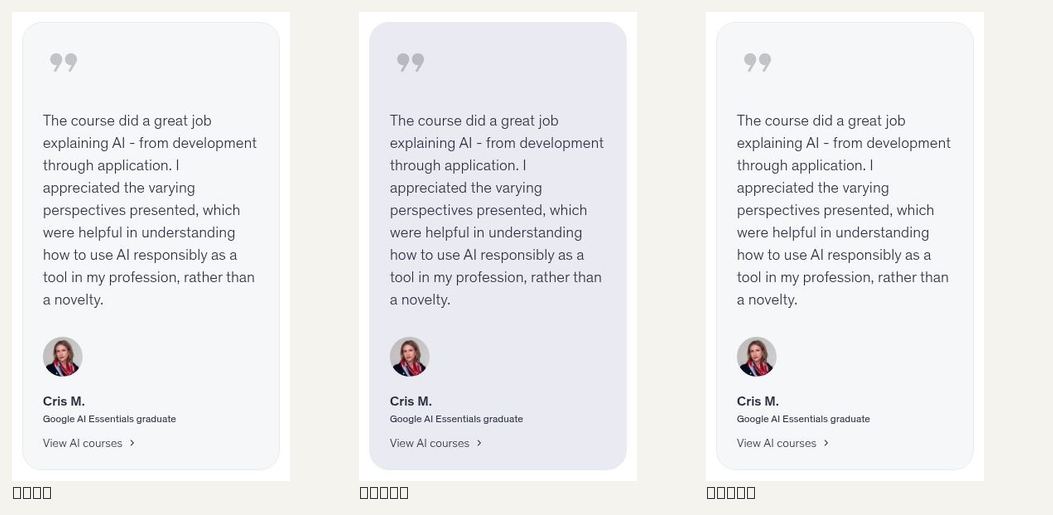 ”
The course did a great job
explaining AI - from development
through application. I
appreciated the varying
perspectives presented, which
were helpful in understanding
how to use AI responsibly as a
tool in my profession, rather than
a novelty.
Cris M.
Google AI Essentials graduate
View AI courses >
”
The course did a great job
explaining AI - from development
through application. I
appreciated the varying
perspectives presented, which
were helpful in understanding
how to use AI responsibly as a
tool in my profession, rather than
a novelty.
Cris M.
Google AI Essentials graduate
View AI courses >
”
The course did a great job
explaining AI - from development
through application. I
appreciated the varying
perspectives presented, which
were helpful in understanding
how to use AI responsibly as a
tool in my profession, rather than
a novelty.
Cris M.
Google AI Essentials graduate
View AI courses >